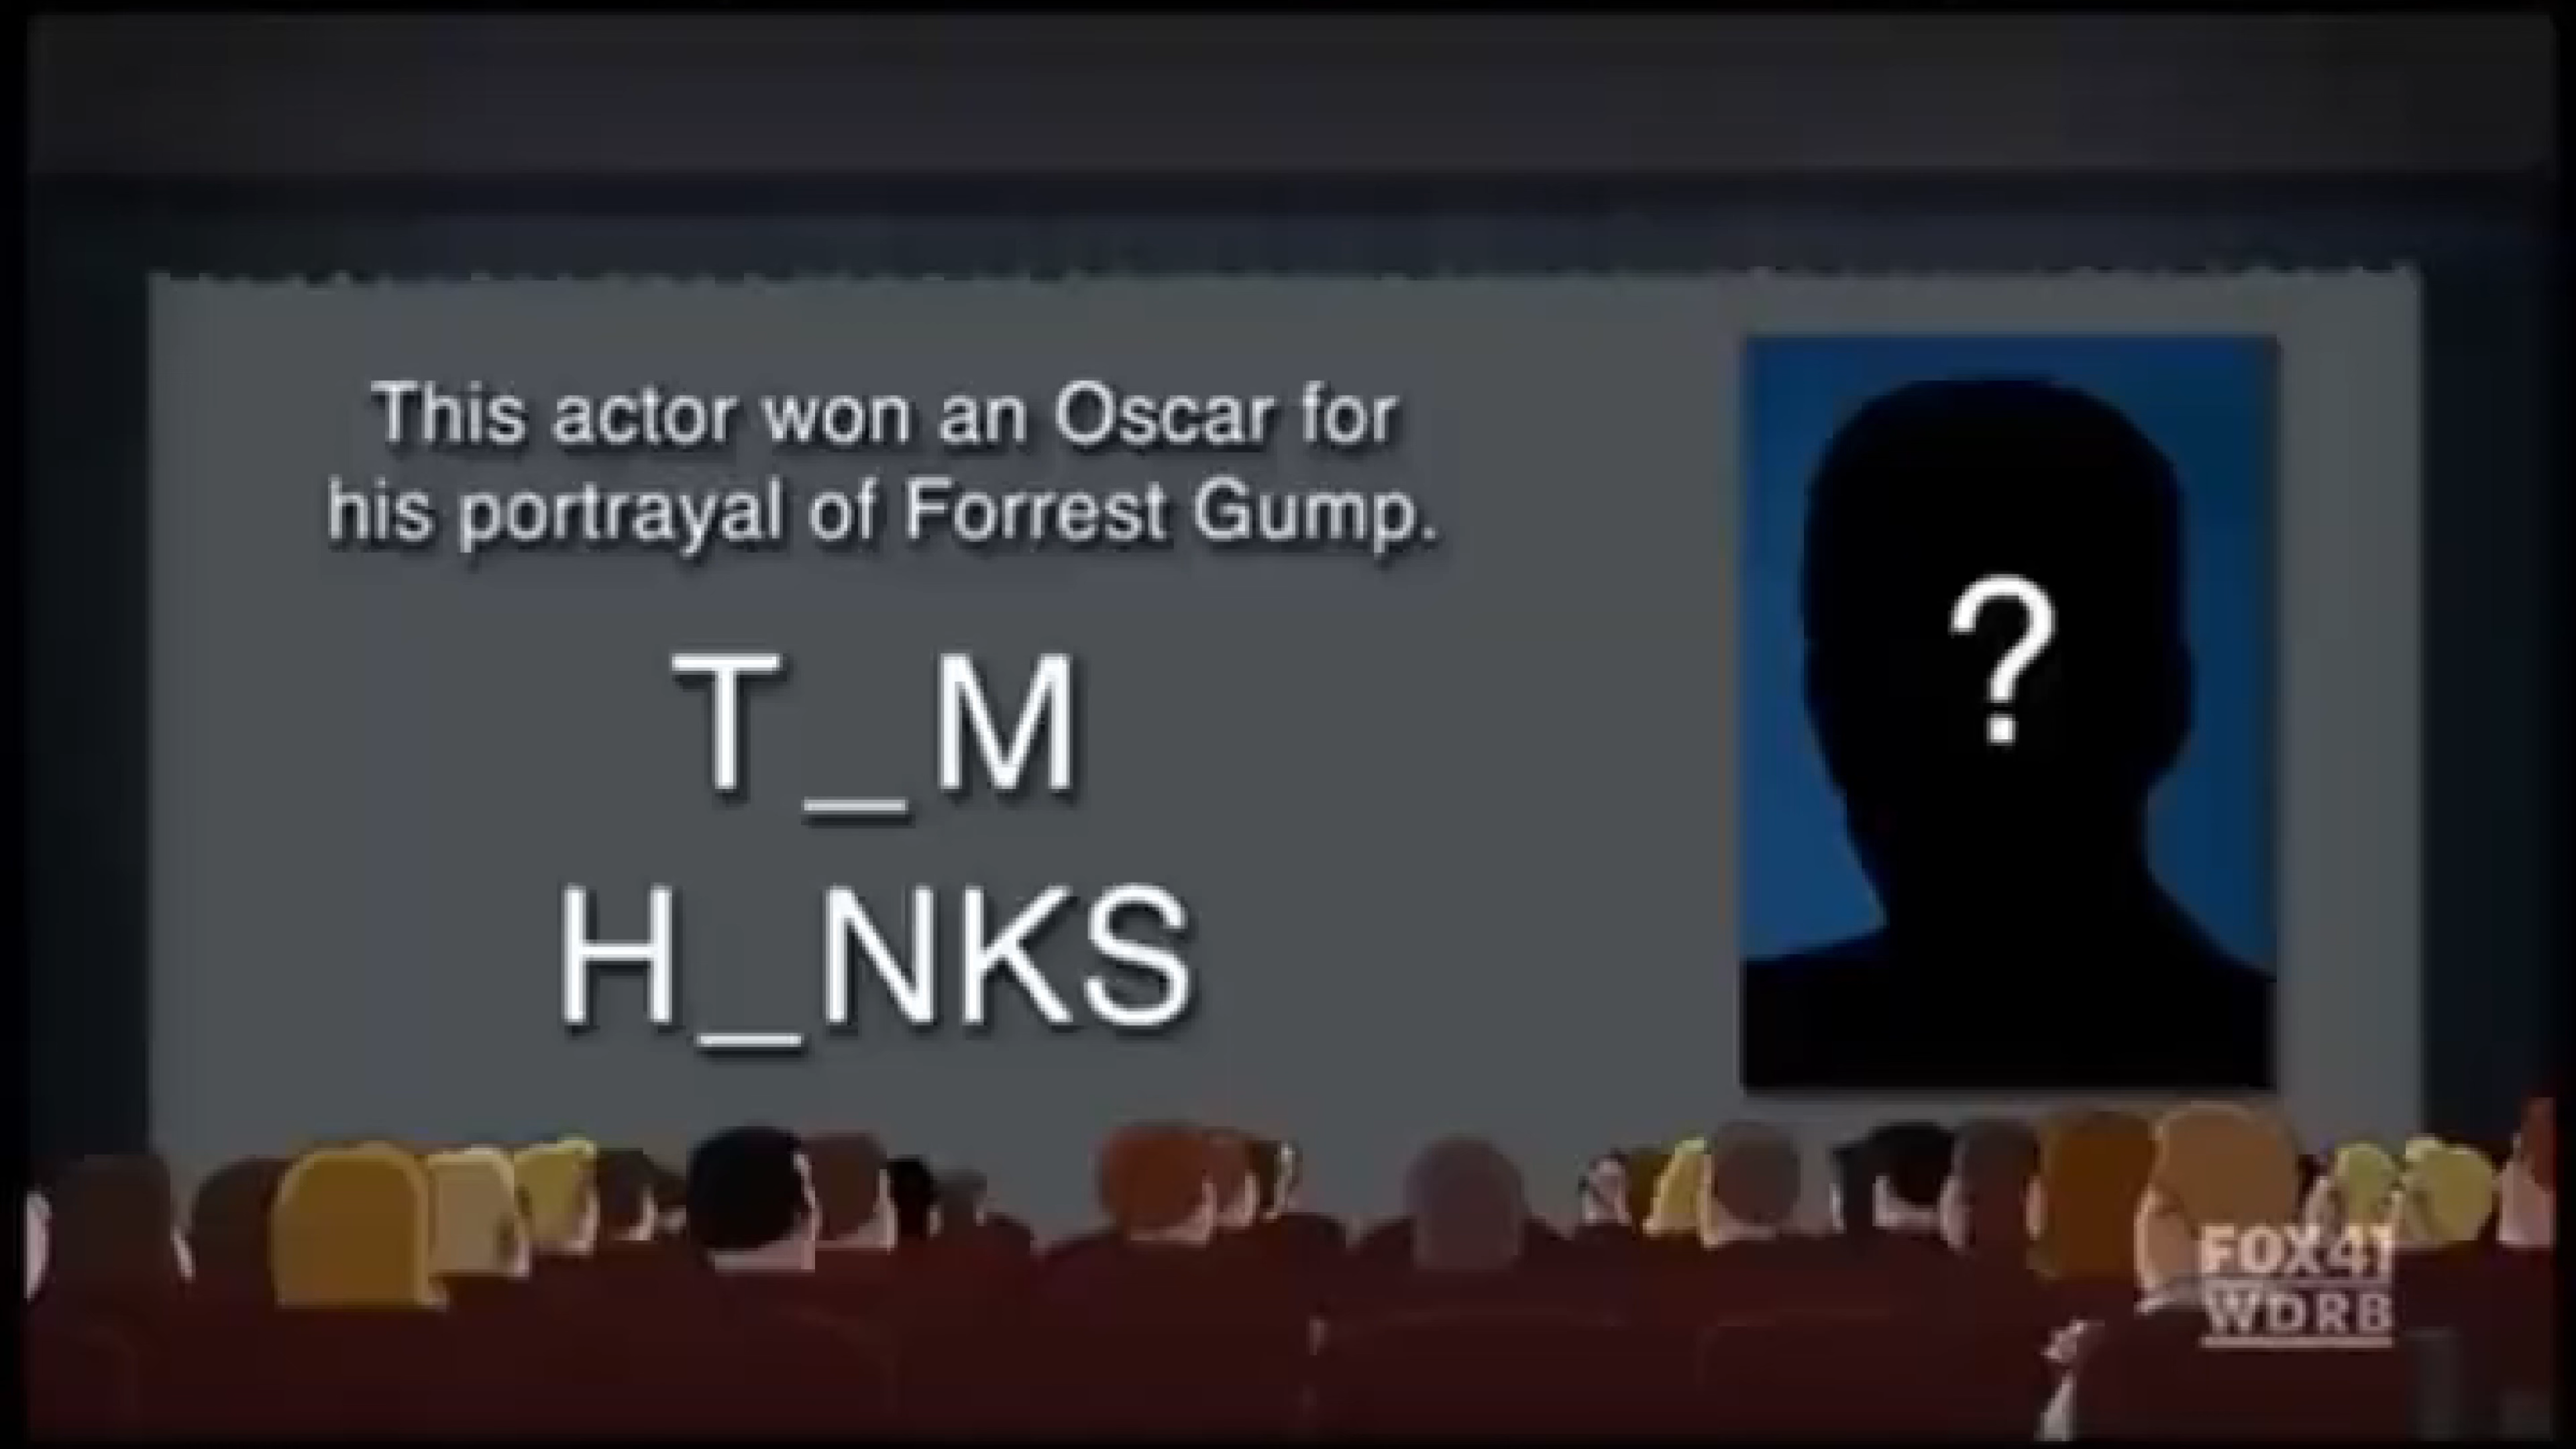 This actor won an Oscar for
his portrayal of Forrest Gump.
T_M
H_NKS
?
FOX41
WDRB